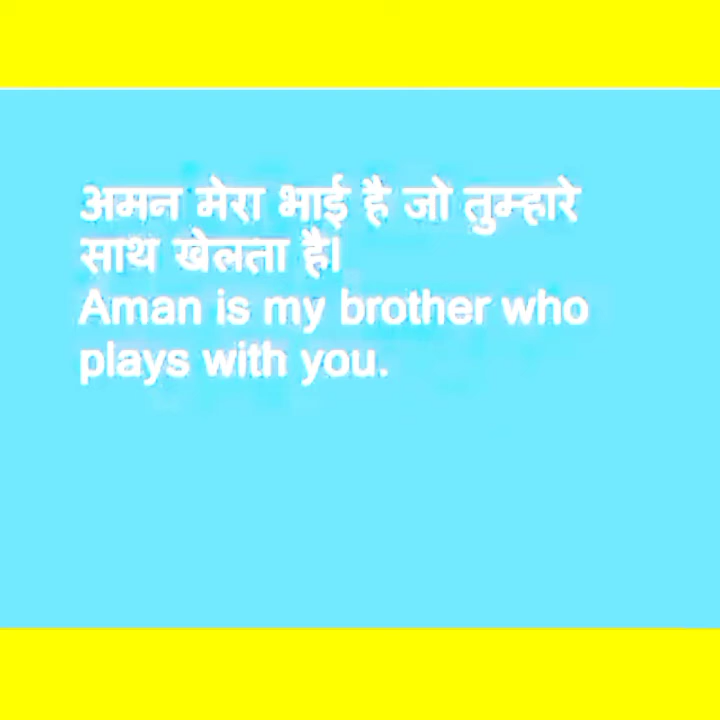 अमन मेरा भाई है जो तुम्हारे
साथ खेलता है।
Aman is my brother who
plays with you.